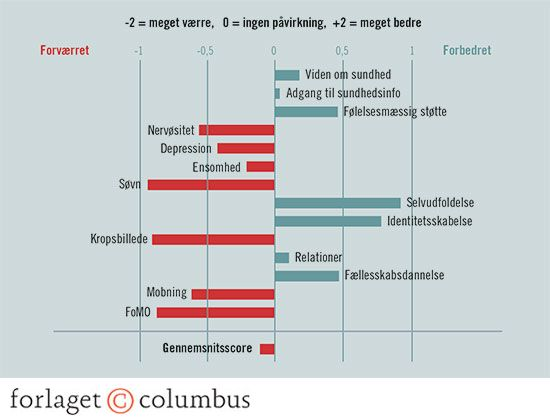 -2 = meget værre, 0 = ingen påvirkning, +2 = meget bedre
Forværret -1 -0,5 0 0,5 1 Forbedret
Viden om sundhed
Adgang til sundhedsinfo
Følelsesmæssig støtte
Nervøsitet
Depression
Ensomhed
Søvn
Selvudfoldelse
Identitetsskabelse
Kropsbillede
Relationer
Fællesskabsdannelse
Mobning
FoMO
Gennemsnitsscore
forlaget © columbus